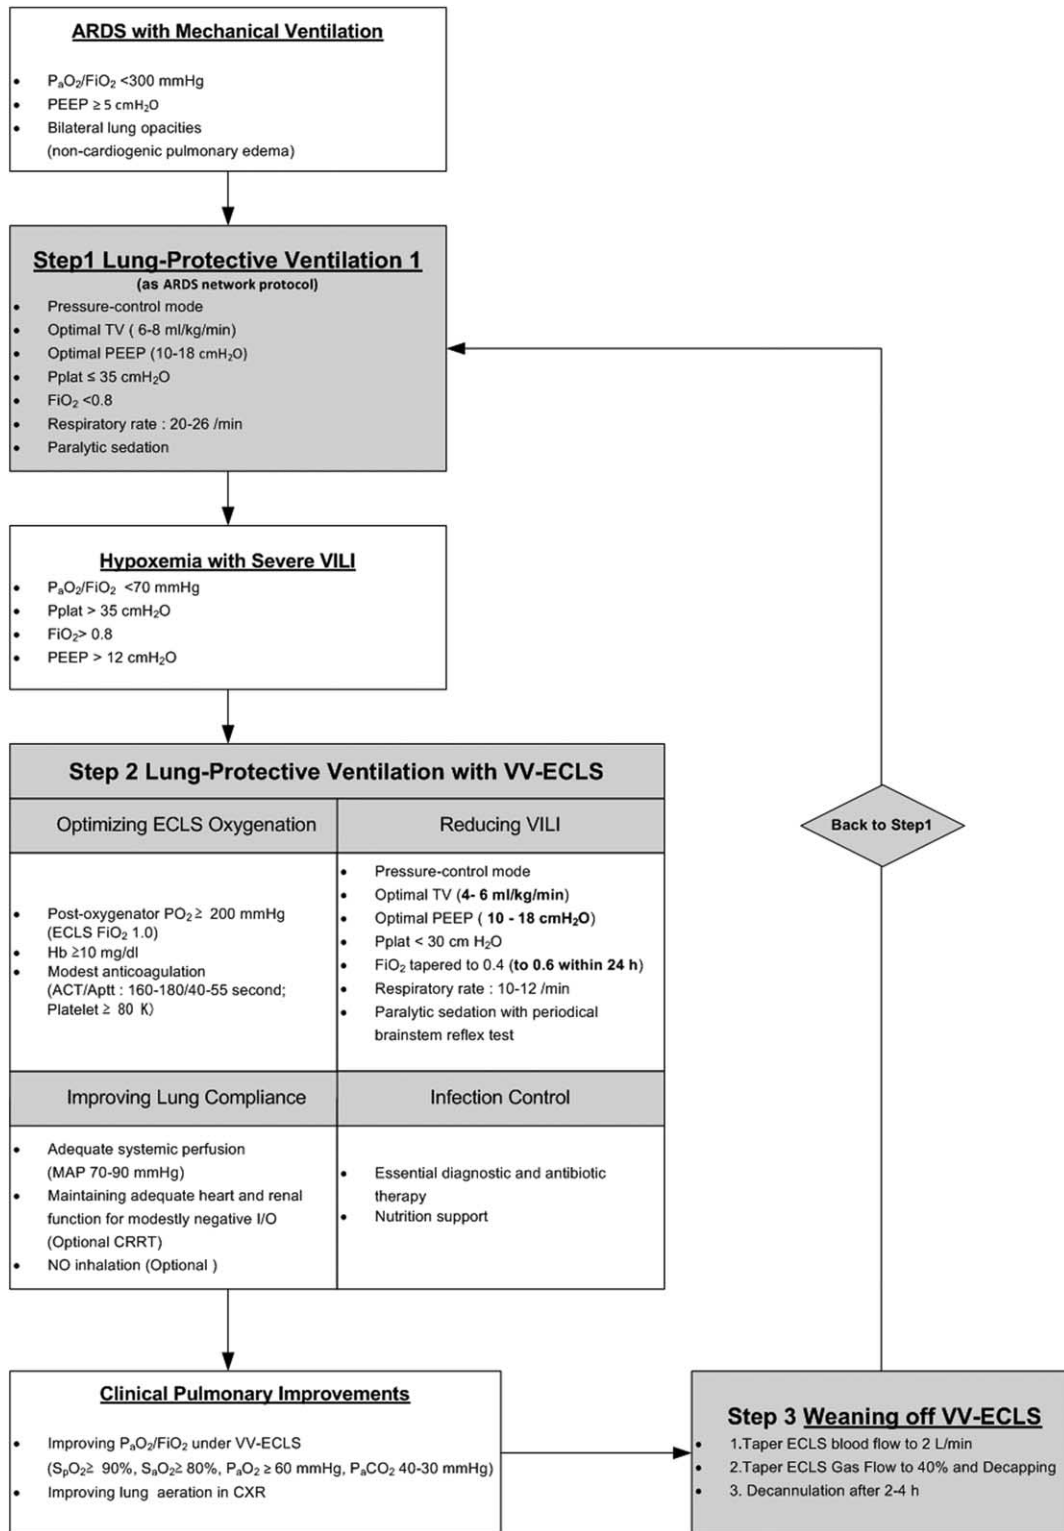 ARDS with Mechanical Ventilation
• PaO2/FiO2 <300 mmHg
• PEEP ≥ 5 cmH2O
• Bilateral lung opacities
(non-cardiogenic pulmonary edema)
Step1 Lung-Protective Ventilation 1
(as ARDS network protocol)
• Pressure-control mode
• Optimal TV ( 6-8 ml/kg/min)
• Optimal PEEP (10-18 cmH2O)
• Pplat ≤ 35 cmH2O
• FiO2 <0.8
• Respiratory rate : 20-26 /min
• Paralytic sedation
Hypoxemia with Severe VILI
• PaO2/FiO2 <70 mmHg
• Pplat > 35 cmH2O
• FiO2> 0.8
• PEEP > 12 cmH2O
Step 2 Lung-Protective Ventilation with VV-ECLS
Optimizing ECLS Oxygenation
• Post-oxygenator PO2 ≥ 200 mmHg
(ECLS FiO2 1.0)
• Hb ≥10 mg/dl
• Modest anticoagulation
(ACT/Aptt : 160-180/40-55 second;
Platelet ≥ 80 K)
Reducing VILI
• Pressure-control mode
• Optimal TV (4- 6 ml/kg/min)
• Optimal PEEP ( 10 - 18 cmH2O)
• Pplat < 30 cm H2O
• FiO2 tapered to 0.4 (to 0.6 within 24 h)
• Respiratory rate : 10-12 /min
• Paralytic sedation with periodical
brainstem reflex test
Improving Lung Compliance
• Adequate systemic perfusion
(MAP 70-90 mmHg)
• Maintaining adequate heart and renal
function for modestly negative I/O
(Optional CRRT)
• NO inhalation (Optional )
Infection Control
• Essential diagnostic and antibiotic
therapy
• Nutrition support
Clinical Pulmonary Improvements
• Improving PaO2/FiO2 under VV-ECLS
(SpO2≥ 90%, SaO2≥ 80%, PaO2 ≥ 60 mmHg, PaCO2 40-30 mmHg)
• Improving lung aeration in CXR
Step 3 Weaning off VV-ECLS
• 1.Taper ECLS blood flow to 2 L/min
• 2.Taper ECLS Gas Flow to 40% and Decapping
• 3. Decannulation after 2-4 h
Back to Step1